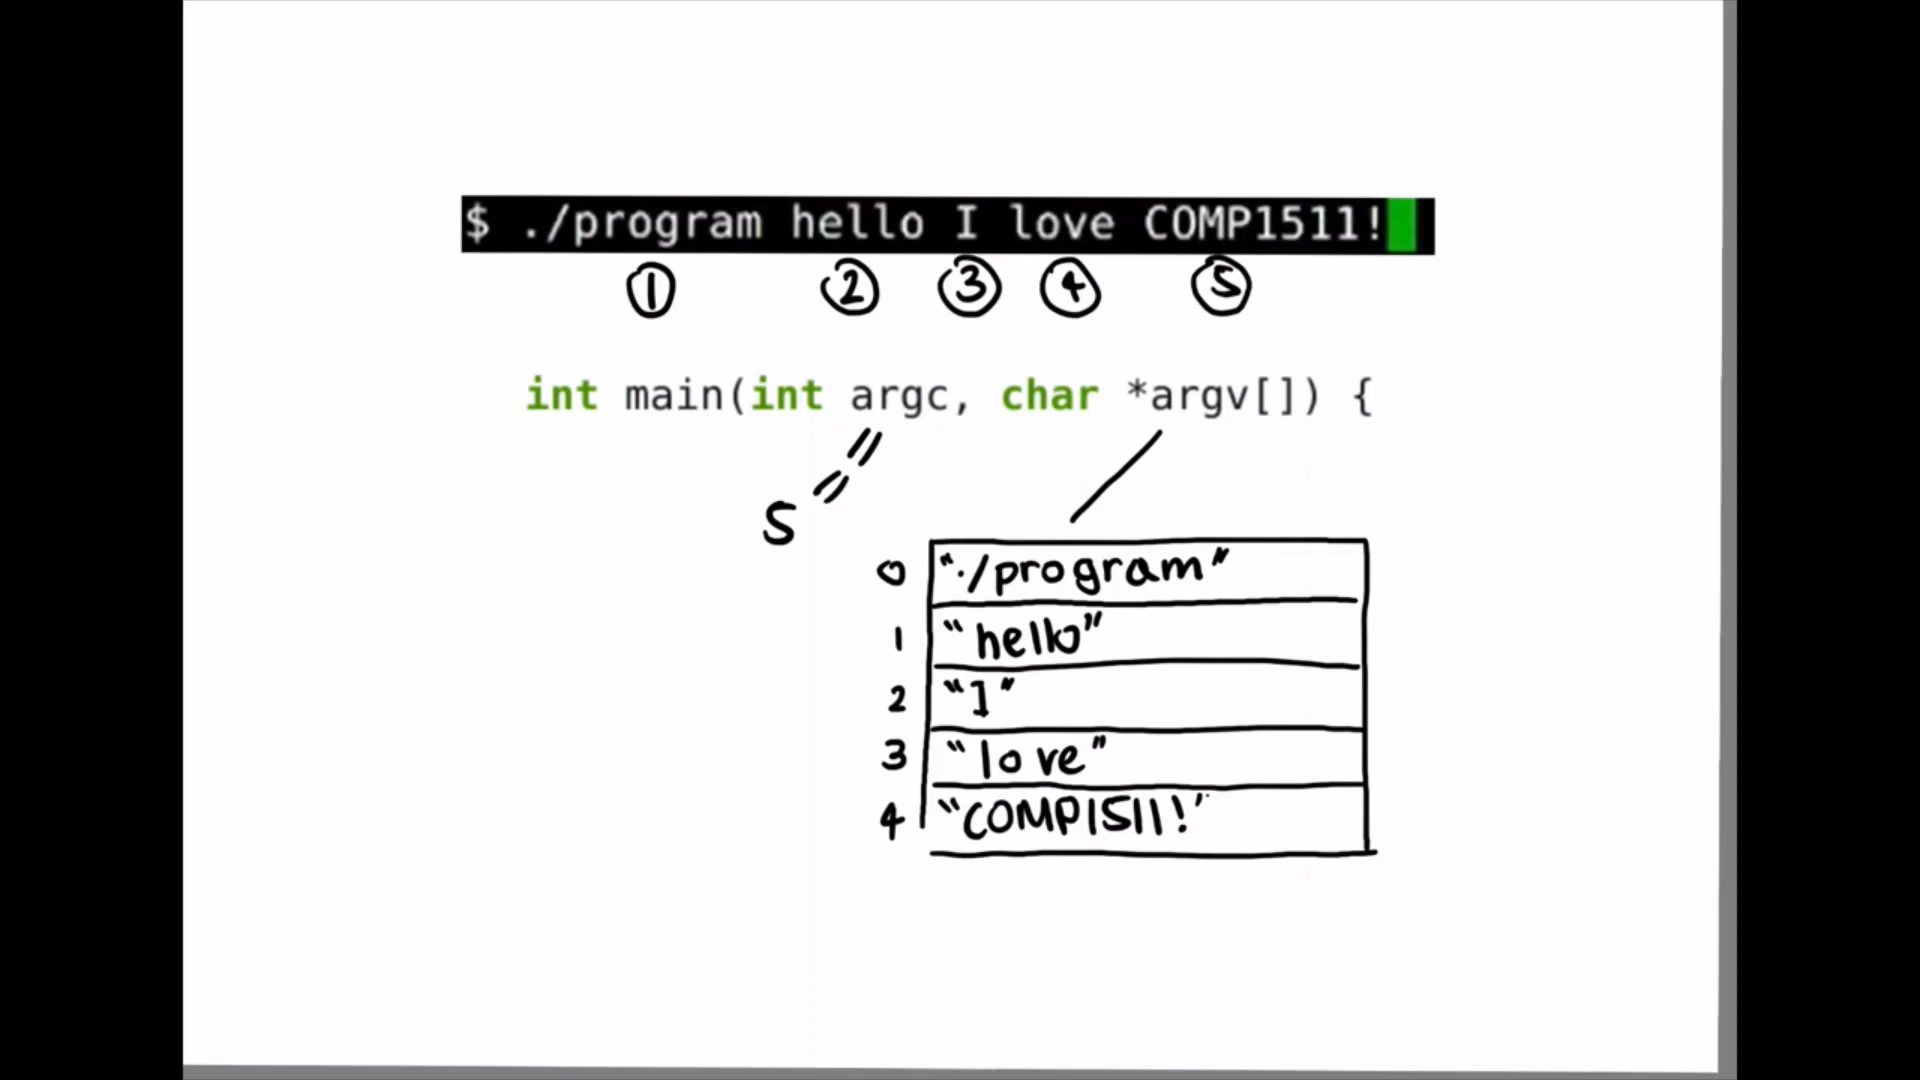 $ ./program hello I love COMP1511!
1 2 3 4 5
int main(int argc, char *argv[]) {
5
0 "./program"
1 "hello"
2 "I"
3 "love"
4 "COMP1511!"